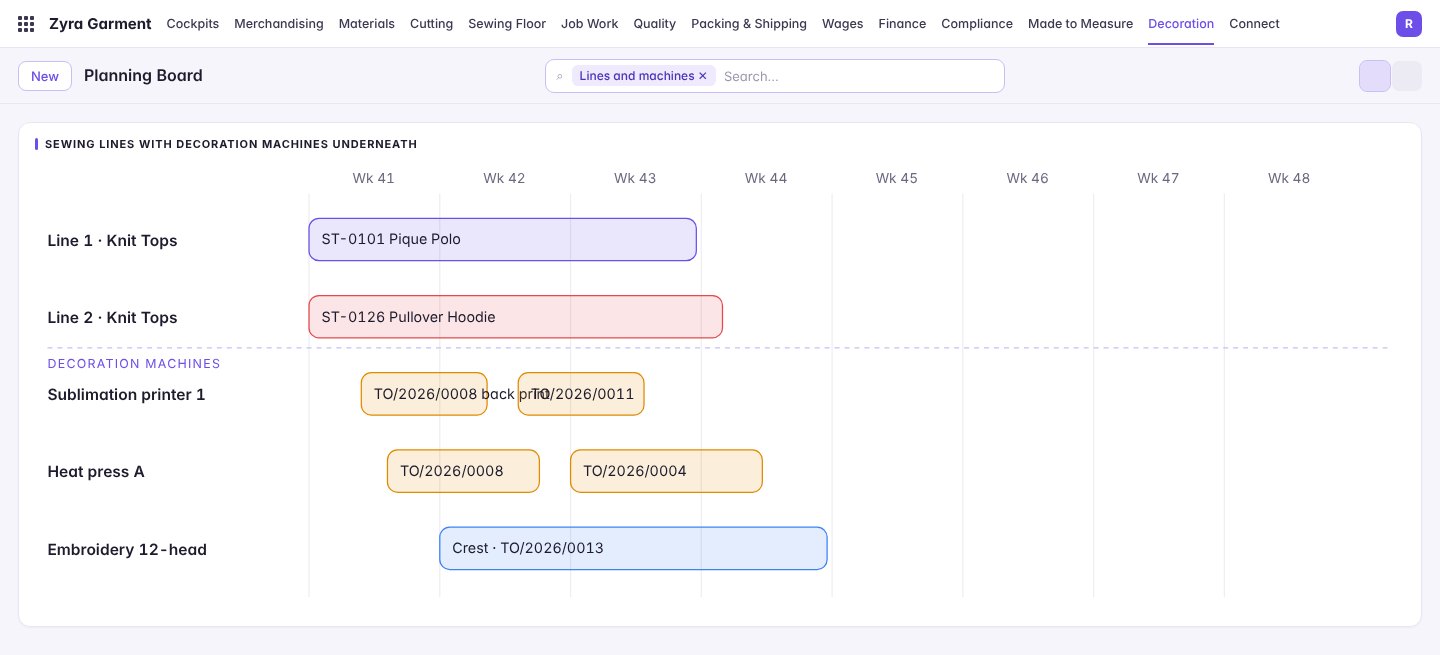 Zyra Garment Cockpits Merchandising Materials Cutting Sewing Floor Job Work Quality Packing & Shipping Wages Finance Compliance Made to Measure Decoration Connect R
New Planning Board Lines and machines ✕ Search...
SEWING LINES WITH DECORATION MACHINES UNDERNEATH
Wk 41 Wk 42 Wk 43 Wk 44 Wk 45 Wk 46 Wk 47 Wk 48
Line 1 · Knit Tops ST-0101 Pique Polo
Line 2 · Knit Tops ST-0126 Pullover Hoodie
DECORATION MACHINES
Sublimation printer 1 TO/2026/0008 back print TO/2026/0011
Heat press A TO/2026/0008 TO/2026/0004
Embroidery 12-head Crest · TO/2026/0013